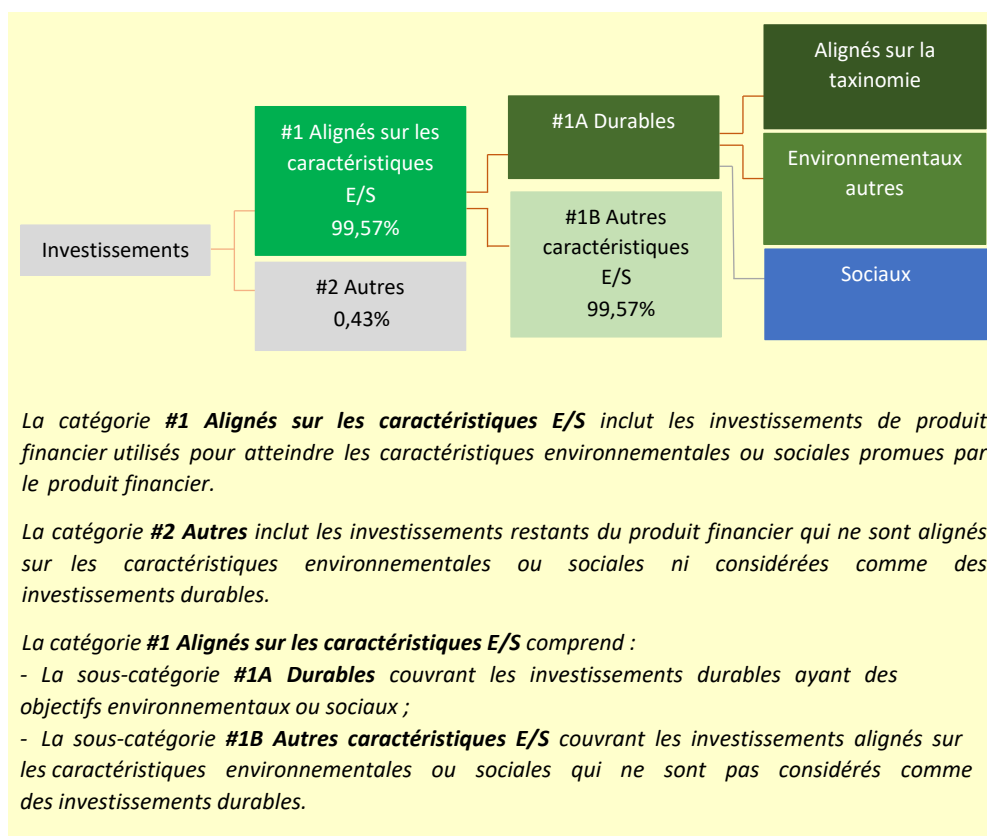 Investissements
#1 Alignés sur les
caractéristiques
E/S
99,57%
#2 Autres
0,43%
#1A Durables
#1B Autres
caractéristiques
E/S
99,57%
Alignés sur la
taxinomie
Environnementaux
autres
Sociaux
La catégorie #1 Alignés sur les caractéristiques E/S inclut les investissements de produit
financier utilisés pour atteindre les caractéristiques environnementales ou sociales promues par
le produit financier.
La catégorie #2 Autres inclut les investissements restants du produit financier qui ne sont alignés
sur les caractéristiques environnementales ou sociales ni considérées comme des
investissements durables.
La catégorie #1 Alignés sur les caractéristiques E/S comprend :
- La sous-catégorie #1A Durables couvrant les investissements durables ayant des
objectifs environnementaux ou sociaux ;
- La sous-catégorie #1B Autres caractéristiques E/S couvrant les investissements alignés sur
les caractéristiques environnementales ou sociales qui ne sont pas considérés comme
des investissements durables.